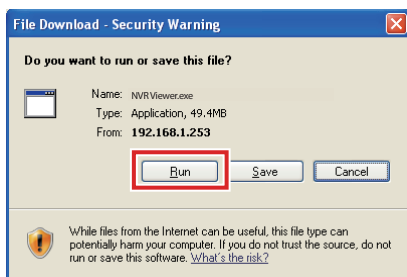 File Download - Security Warning
Do you want to run or save this file?
Name: NVRViewer.exe
Type: Application, 49.4MB
From: 192.168.1.253
Run Save Cancel
While files from the Internet can be useful, this file type can
potentially harm your computer. If you do not trust the source, do not
run or save this software. What's the risk?